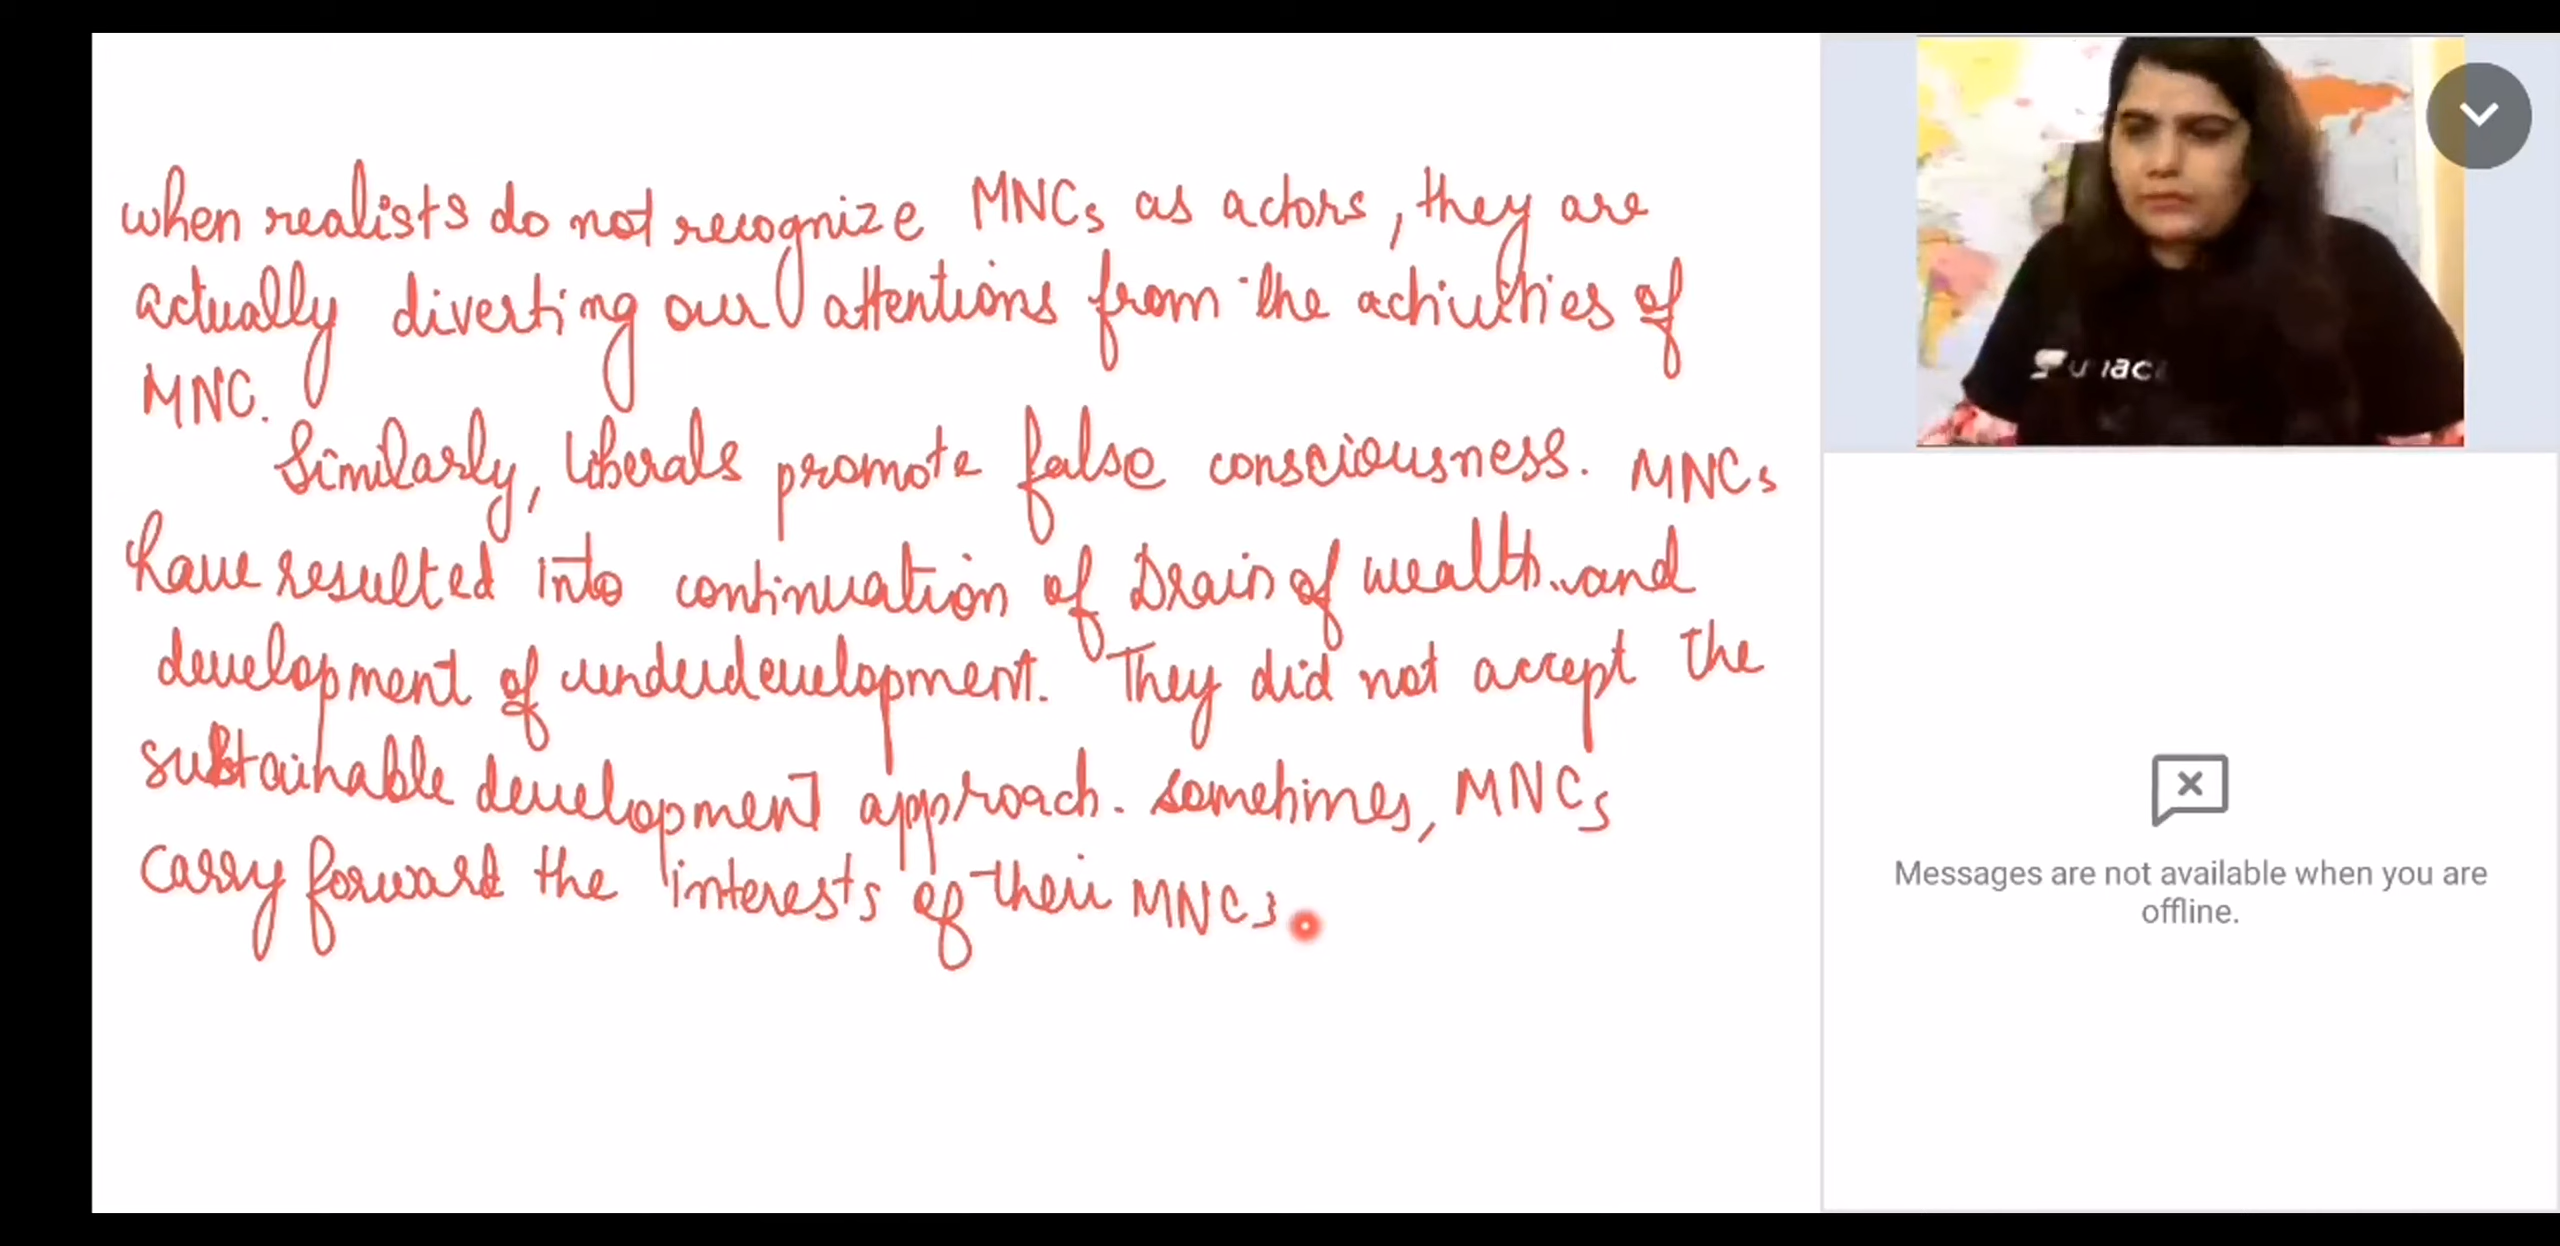 when realists do not recognize MNCs as actors, they are
actually diverting our attentions from the activities of
MNC.
Similarly, liberals promote false consciousness. MNCs
have resulted into continuation of Drain of wealth and
development of underdevelopment. They did not accept the
sustainable development approach. Sometimes, MNCs
carry forward the interests of their MNCs.
Messages are not available when you are
offline.